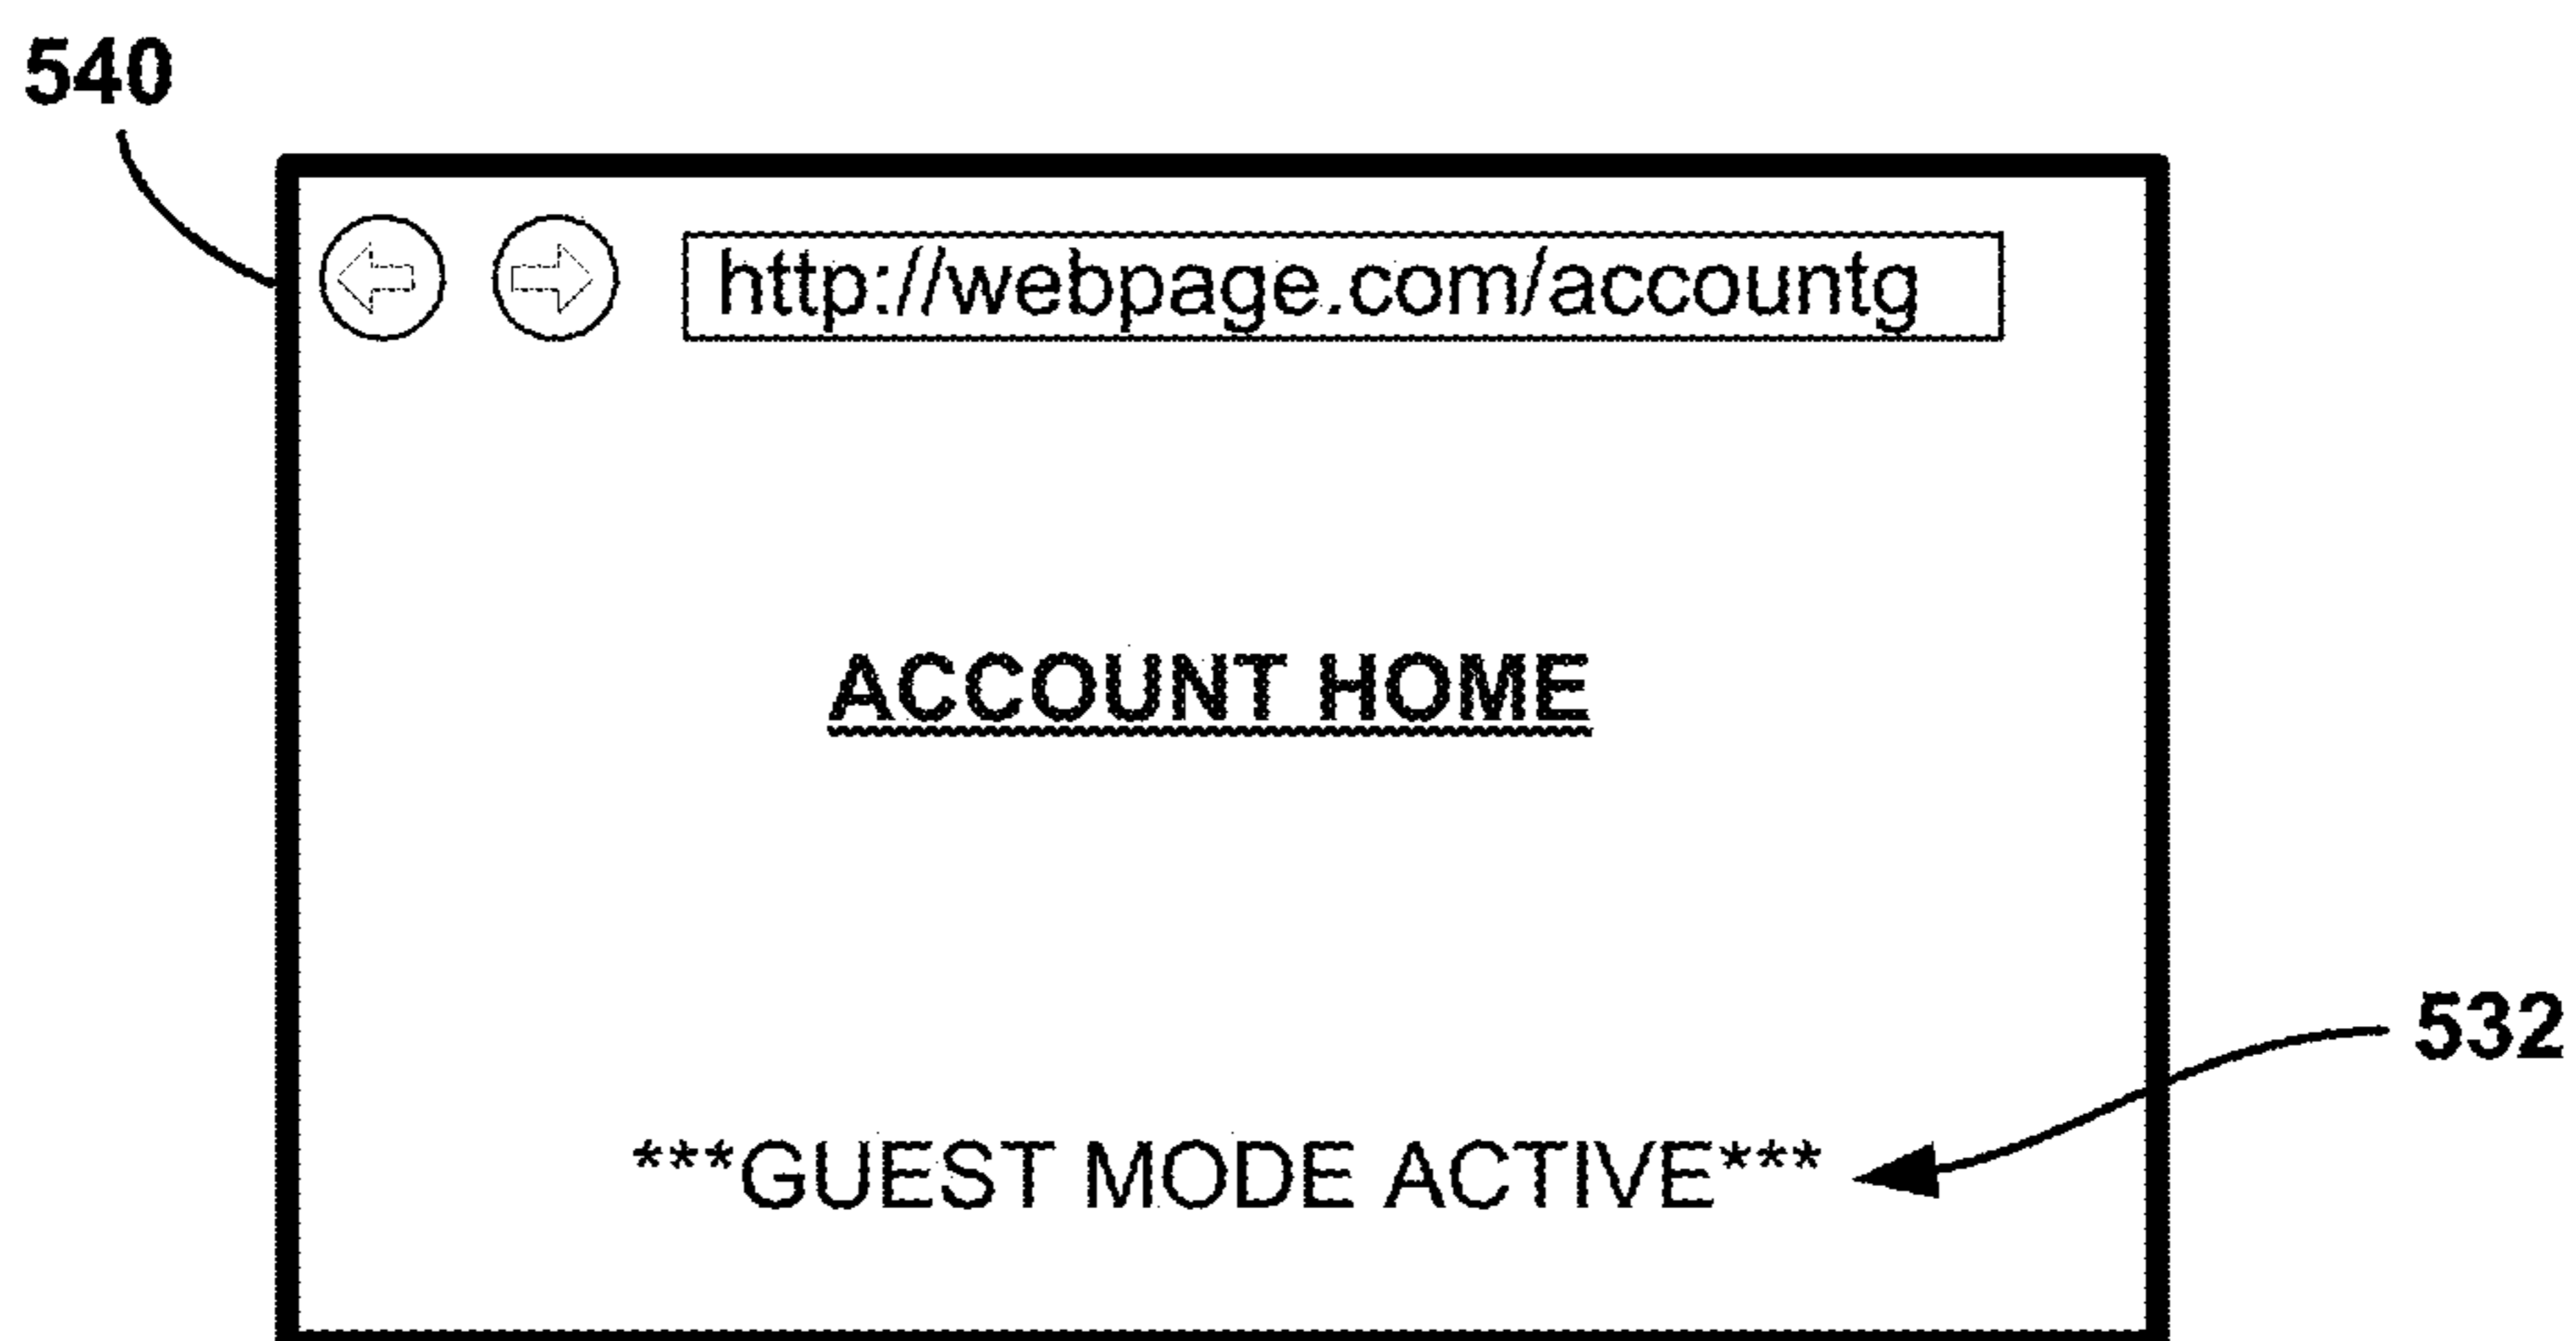 540
http://webpage.com/accountg
ACCOUNT HOME
532
***GUEST MODE ACTIVE***